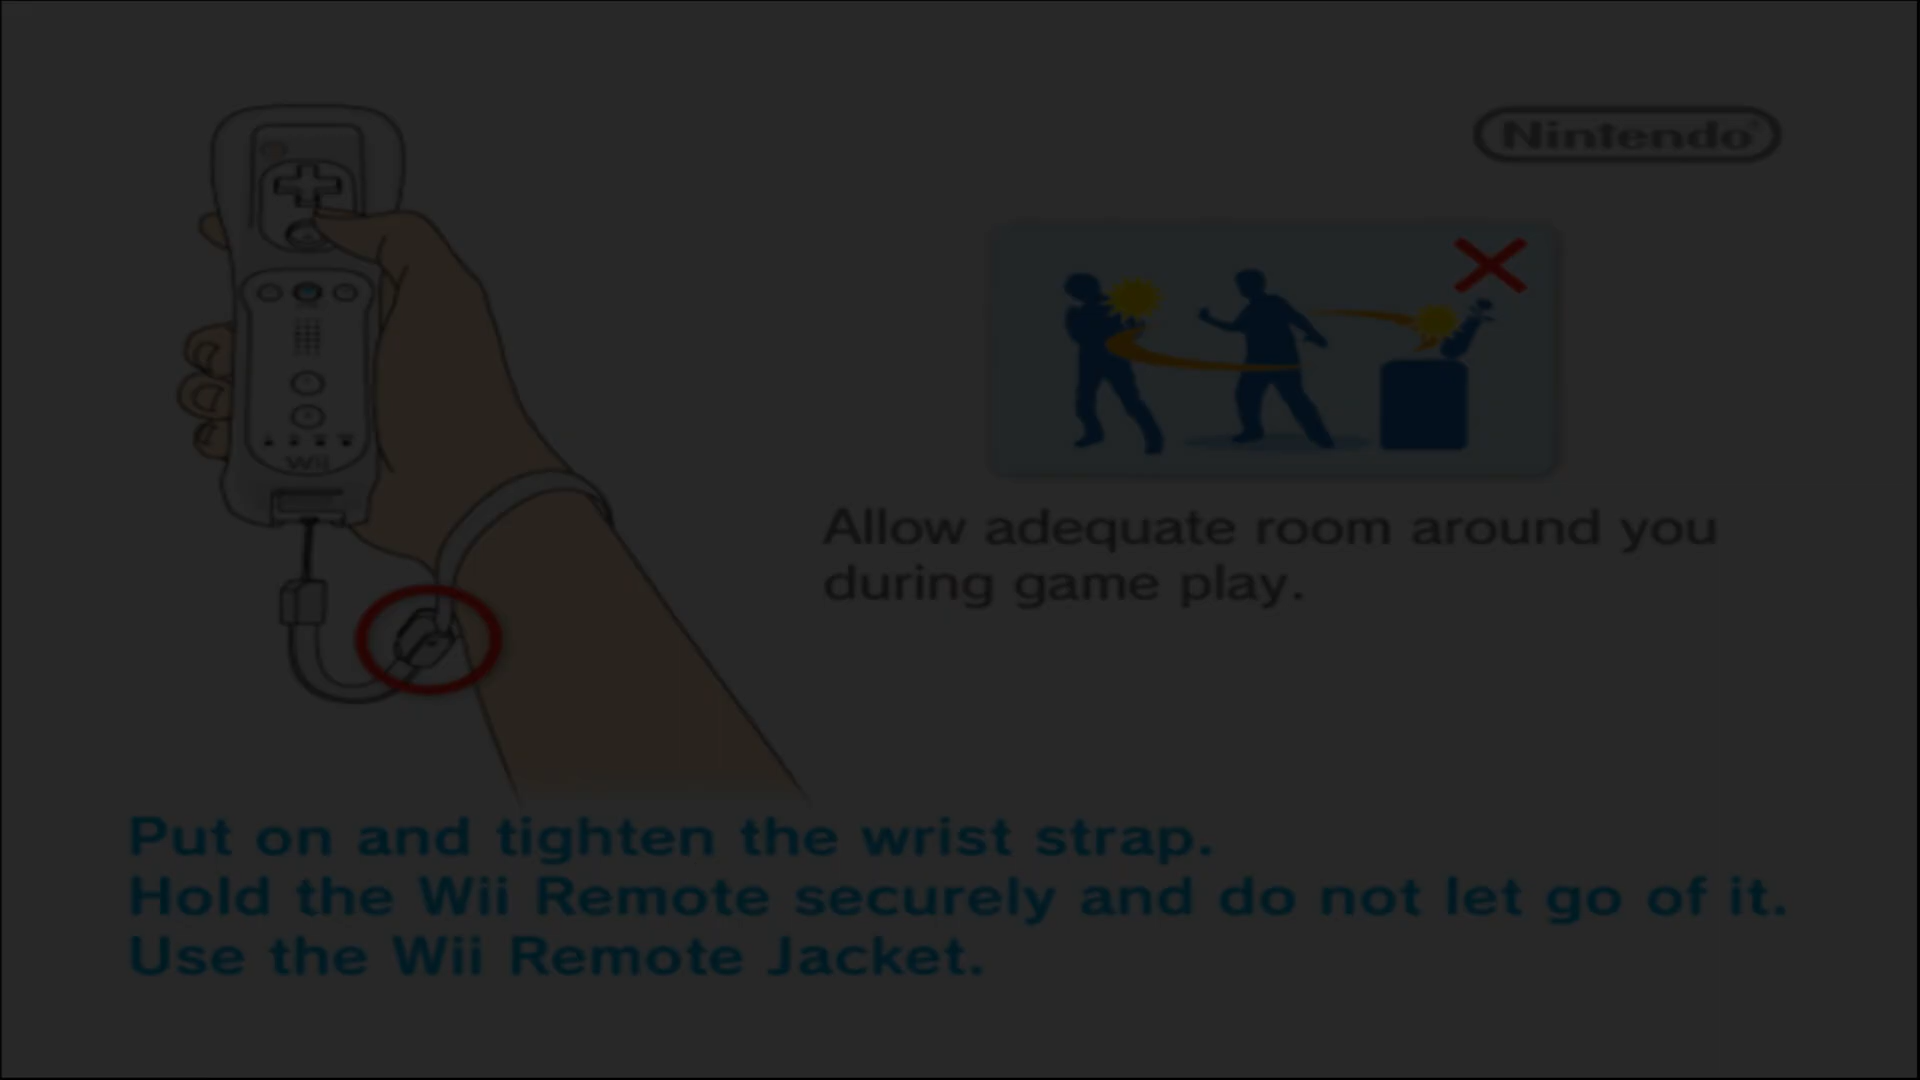 Nintendo
Wii
Allow adequate room around you
during game play.
Put on and tighten the wrist strap.
Hold the Wii Remote securely and do not let go of it.
Use the Wii Remote Jacket.